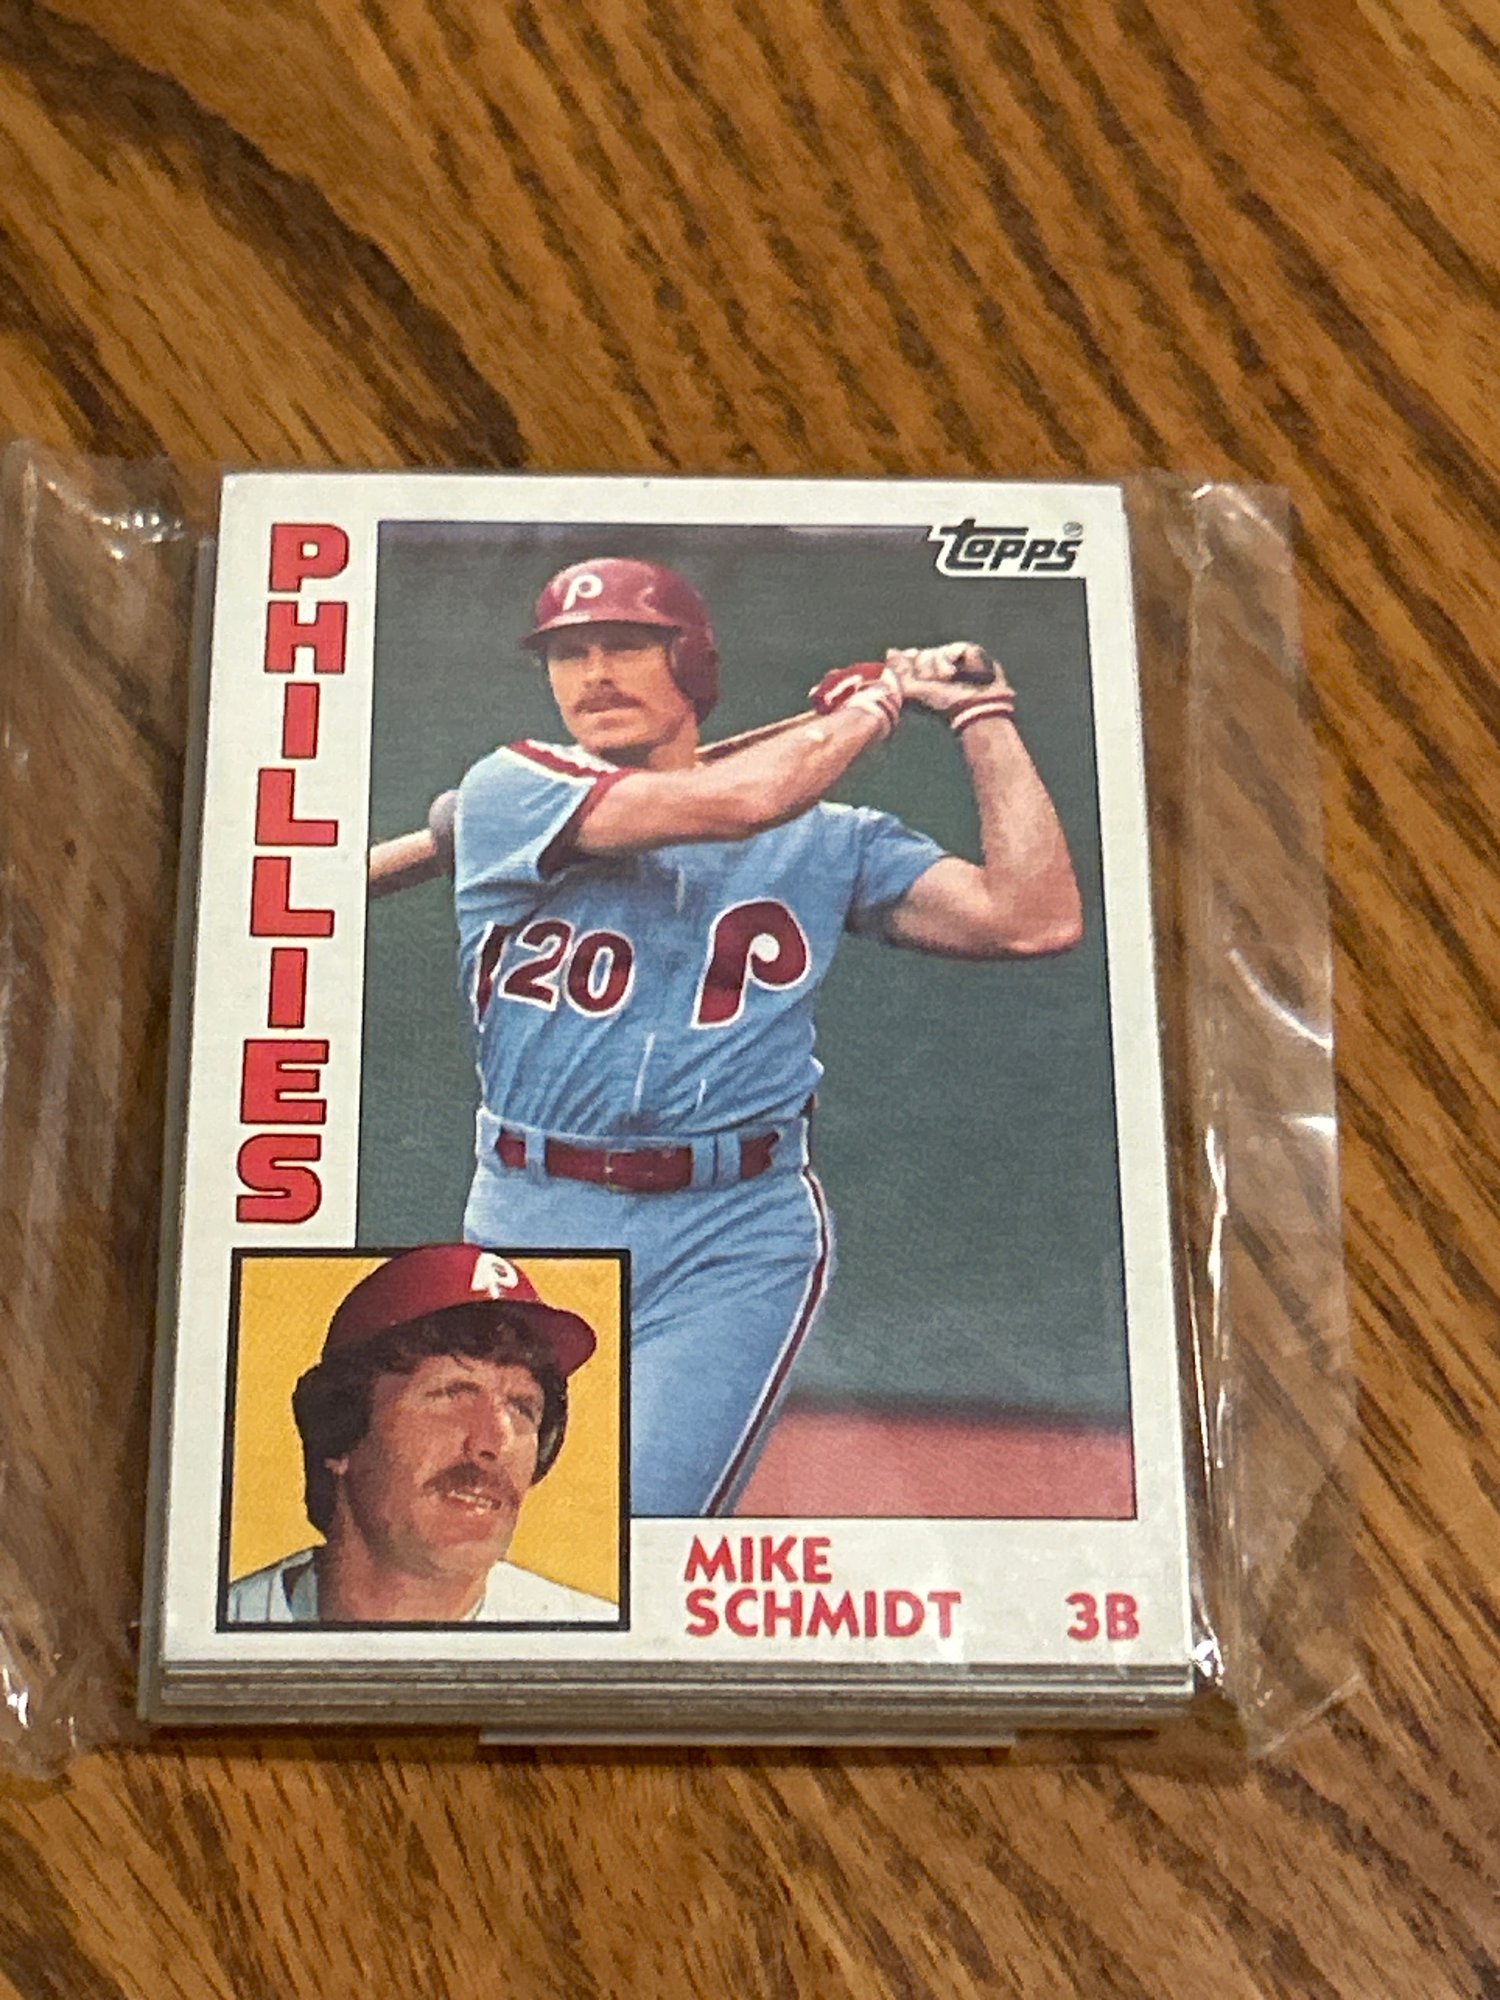 PHILLIES
Topps®
P
20 P
P
MIKE
SCHMIDT
3B